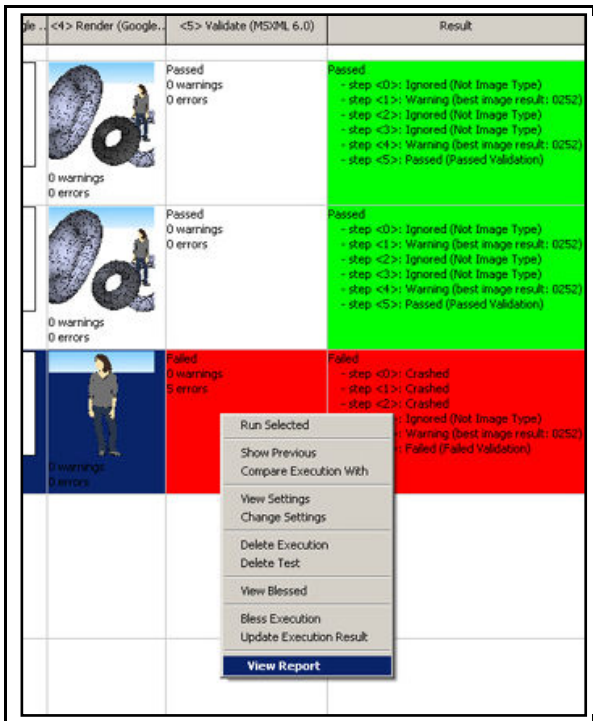 gle .. <4> Render (Google.. <5> Validate (MSXML 6.0) Result
0 warnings
0 errors
Passed
0 warnings
0 errors
Passed
- step <0>: Ignored (Not Image Type)
- step <1>: Warning (best image result: 0252)
- step <2>: Ignored (Not Image Type)
- step <3>: Ignored (Not Image Type)
- step <4>: Warning (best image result: 0252)
- step <5>: Passed (Passed Validation)
0 warnings
0 errors
Passed
0 warnings
0 errors
Passed
- step <0>: Ignored (Not Image Type)
- step <1>: Warning (best image result: 0252)
- step <2>: Ignored (Not Image Type)
- step <3>: Ignored (Not Image Type)
- step <4>: Warning (best image result: 0252)
- step <5>: Passed (Passed Validation)
0 warnings
0 errors
Failed
0 warnings
5 errors
Failed
- step <0>: Crashed
- step <1>: Crashed
- step <2>: Crashed
: Ignored (Not Image Type)
: Warning (best image result: 0252)
: Failed (Failed Validation)
Run Selected
Show Previous
Compare Execution With
View Settings
Change Settings
Delete Execution
Delete Test
View Blessed
Bless Execution
Update Execution Result
View Report